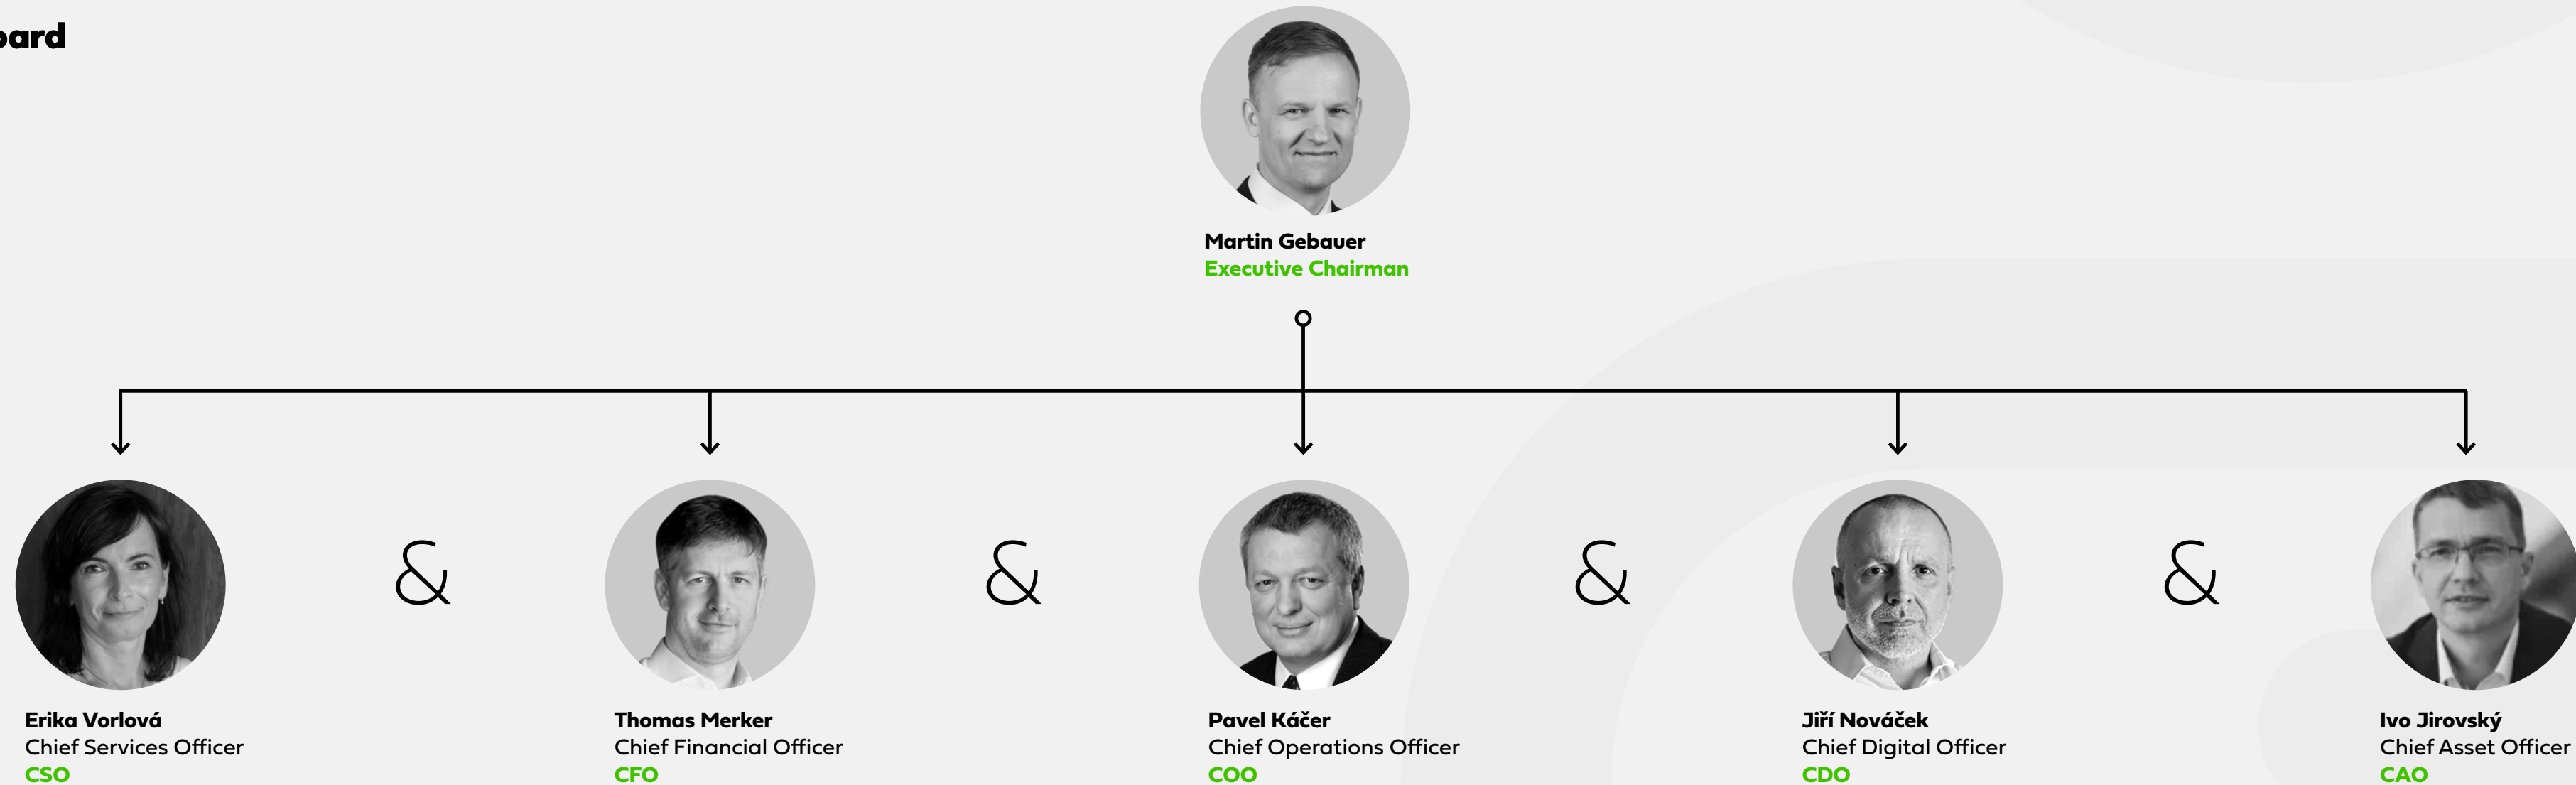 Martin Gebauer
Executive Chairman
&
&
&
&
Erika Vorlová
Chief Services Officer
CSO
Thomas Merker
Chief Financial Officer
CFO
Pavel Káčer
Chief Operations Officer
COO
Jiří Nováček
Chief Digital Officer
CDO
Ivo Jirovský
Chief Asset Officer
CAO